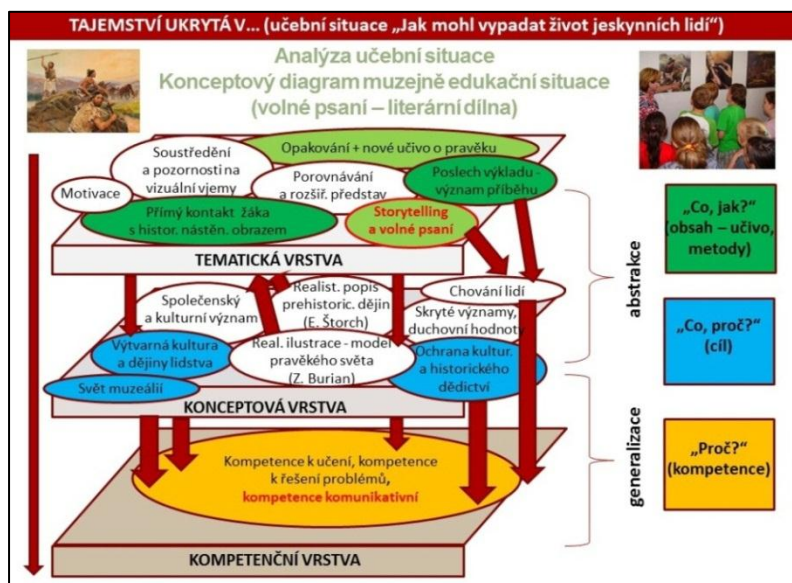 TAJEMSTVÍ UKRYTÁ V... (učební situace „Jak mohl vypadat život jeskynních lidí“)
Analýza učební situace
Konceptový diagram muzejně edukační situace
(volné psaní – literární dílna)
Opakování + nové učivo o pravěku
Soustředění
a pozornosti na
vizuální vjemy
Porovnávání
a rozšiř. představ
Poslech výkladu -
význam příběhu
Motivace
Přímý kontakt žáka
s histor. nástěn. obrazem
Storytelling
a volné psaní
TEMATICKÁ VRSTVA
Společenský
a kulturní význam
Realist. popis
prehistoric. dějin
(E. Štorch)
Chování lidí
Skryté významy,
duchovní hodnoty
Výtvarná kultura
a dějiny lidstva
Real. ilustrace - model
pravěkého světa
(Z. Burian)
Ochrana kultur.
a historického
dědictví
Svět muzeálií
KONCEPTOVÁ VRSTVA
Kompetence k učení, kompetence
k řešení problémů,
kompetence komunikativní
KOMPETENČNÍ VRSTVA
abstrakce
generalizace
„Co, jak?“
(obsah – učivo,
metody)
„Co, proč?“
(cíl)
„Proč?“
(kompetence)